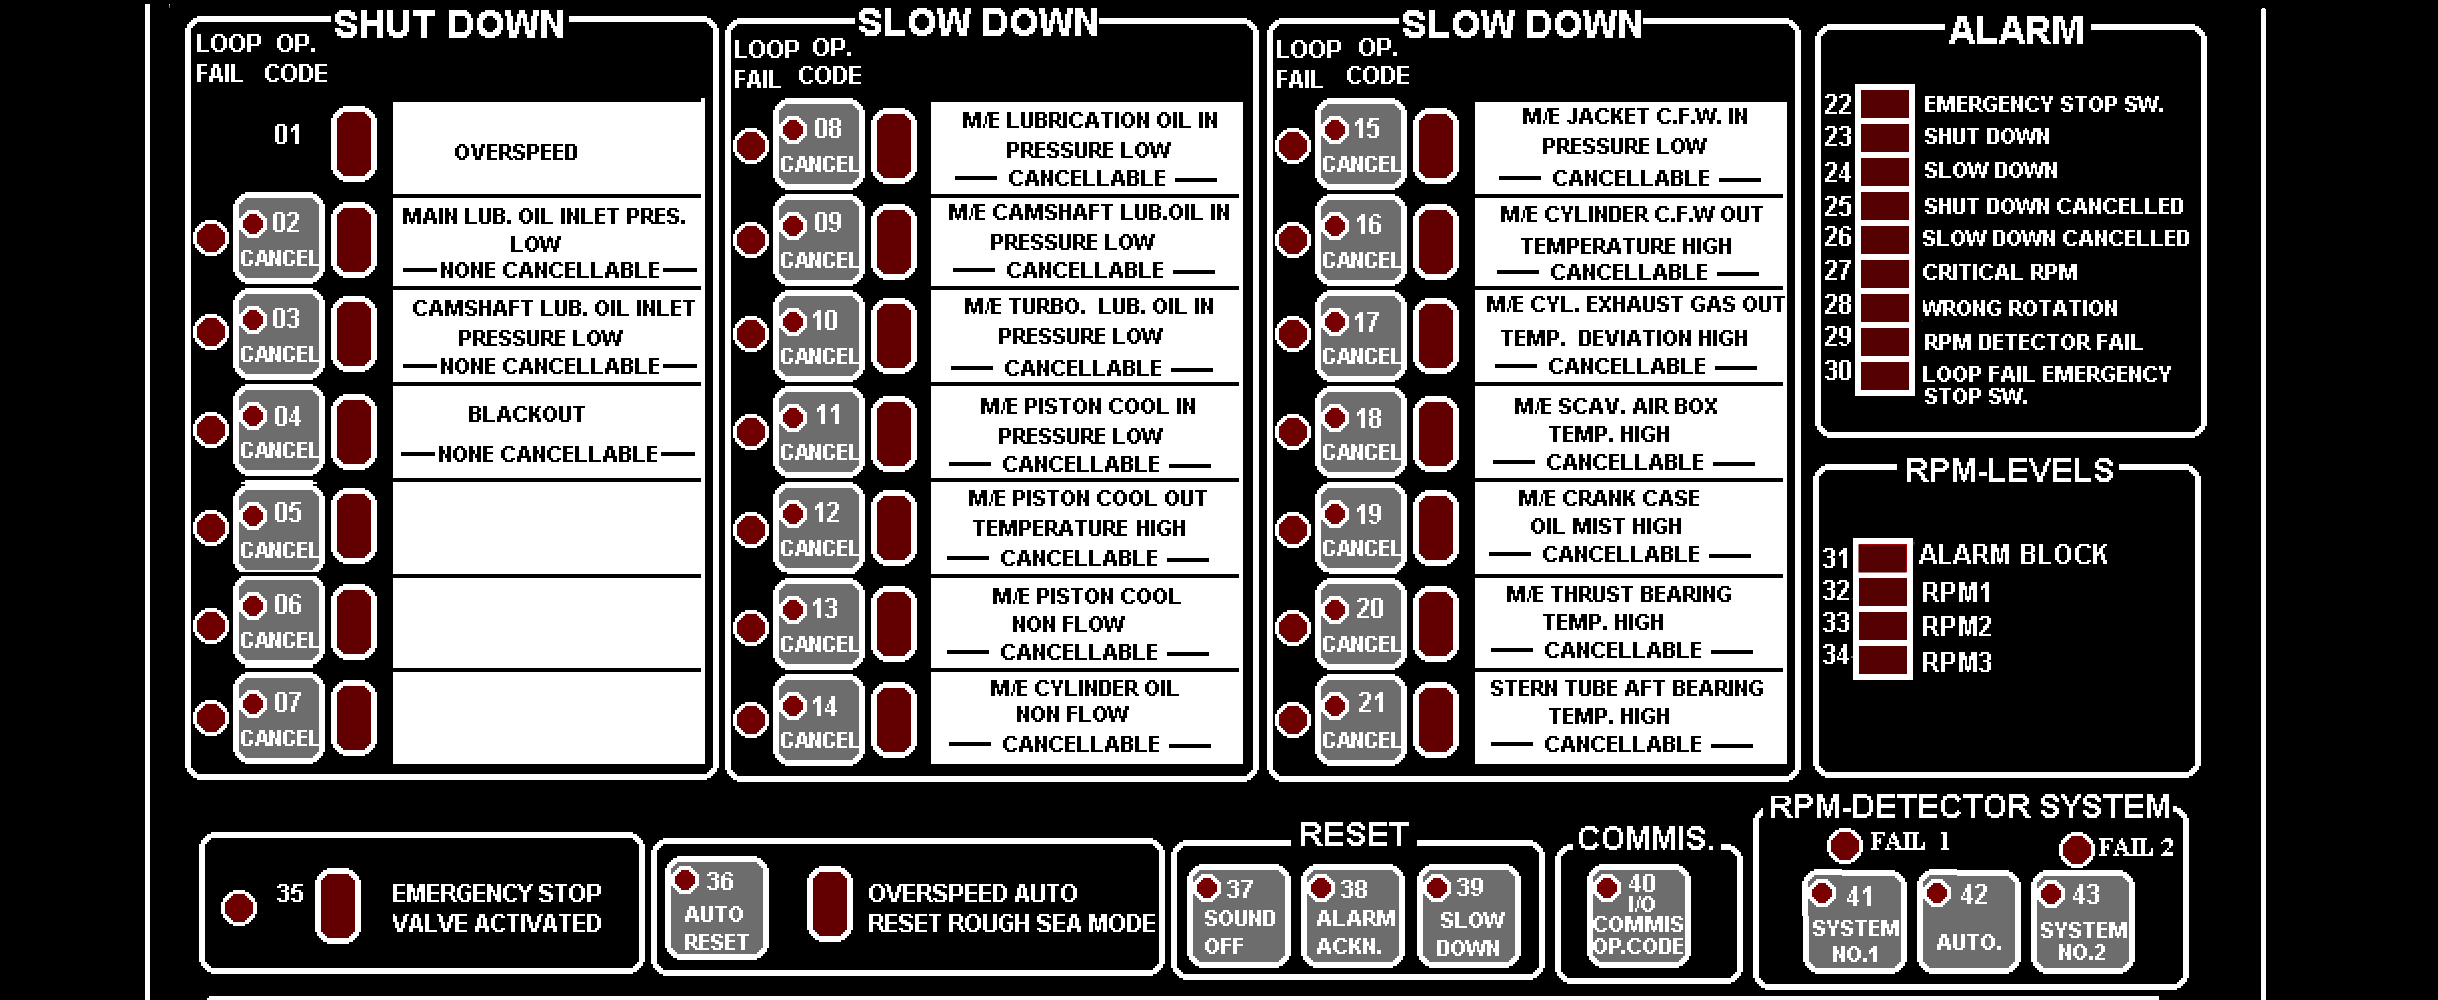 SHUT DOWN
LOOP OP.
FAIL CODE
01
OVERSPEED
02
CANCEL
MAIN LUB. OIL INLET PRES.
LOW
NONE CANCELLABLE
03
CANCEL
CAMSHAFT LUB. OIL INLET
PRESSURE LOW
NONE CANCELLABLE
04
CANCEL
BLACKOUT
NONE CANCELLABLE
05
CANCEL
06
CANCEL
07
CANCEL
SLOW DOWN
LOOP OP.
FAIL CODE
08
CANCEL
M/E LUBRICATION OIL IN
PRESSURE LOW
CANCELLABLE
09
CANCEL
M/E CAMSHAFT LUB.OIL IN
PRESSURE LOW
CANCELLABLE
10
CANCEL
M/E TURBO. LUB. OIL IN
PRESSURE LOW
CANCELLABLE
11
CANCEL
M/E PISTON COOL IN
PRESSURE LOW
CANCELLABLE
12
CANCEL
M/E PISTON COOL OUT
TEMPERATURE HIGH
CANCELLABLE
13
CANCEL
M/E PISTON COOL
NON FLOW
CANCELLABLE
14
CANCEL
M/E CYLINDER OIL
NON FLOW
CANCELLABLE
SLOW DOWN
LOOP OP.
FAIL CODE
15
CANCEL
M/E JACKET C.F.W. IN
PRESSURE LOW
CANCELLABLE
16
CANCEL
M/E CYLINDER C.F.W OUT
TEMPERATURE HIGH
CANCELLABLE
17
CANCEL
M/E CYL. EXHAUST GAS OUT
TEMP. DEVIATION HIGH
CANCELLABLE
18
CANCEL
M/E SCAV. AIR BOX
TEMP. HIGH
CANCELLABLE
19
CANCEL
M/E CRANK CASE
OIL MIST HIGH
CANCELLABLE
20
CANCEL
M/E THRUST BEARING
TEMP. HIGH
CANCELLABLE
21
CANCEL
STERN TUBE AFT BEARING
TEMP. HIGH
CANCELLABLE
ALARM
22 EMERGENCY STOP SW.
23 SHUT DOWN
24 SLOW DOWN
25 SHUT DOWN CANCELLED
26 SLOW DOWN CANCELLED
27 CRITICAL RPM
28 WRONG ROTATION
29 RPM DETECTOR FAIL
30 LOOP FAIL EMERGENCY
STOP SW.
RPM-LEVELS
31 ALARM BLOCK
32 RPM1
33 RPM2
34 RPM3
35
EMERGENCY STOP
VALVE ACTIVATED
36
AUTO
RESET
OVERSPEED AUTO
RESET ROUGH SEA MODE
RESET
37
SOUND
OFF
38
ALARM
ACKN.
39
SLOW
DOWN
COMMIS.
40
I/O
COMMIS
OP.CODE
RPM-DETECTOR SYSTEM
FAIL 1
FAIL 2
41
SYSTEM
NO.1
42
AUTO.
43
SYSTEM
NO.2